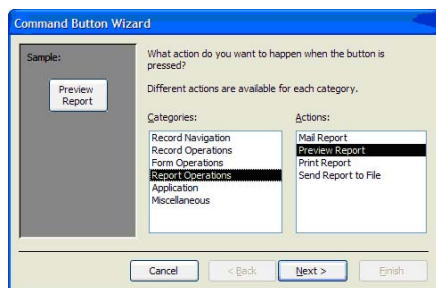 Command Button Wizard
Sample:
Preview
Report
What action do you want to happen when the button is
pressed?
Different actions are available for each category.
Categories:
Record Navigation
Record Operations
Form Operations
Report Operations
Application
Miscellaneous
Actions:
Mail Report
Preview Report
Print Report
Send Report to File
Cancel
< Back
Next >
Finish